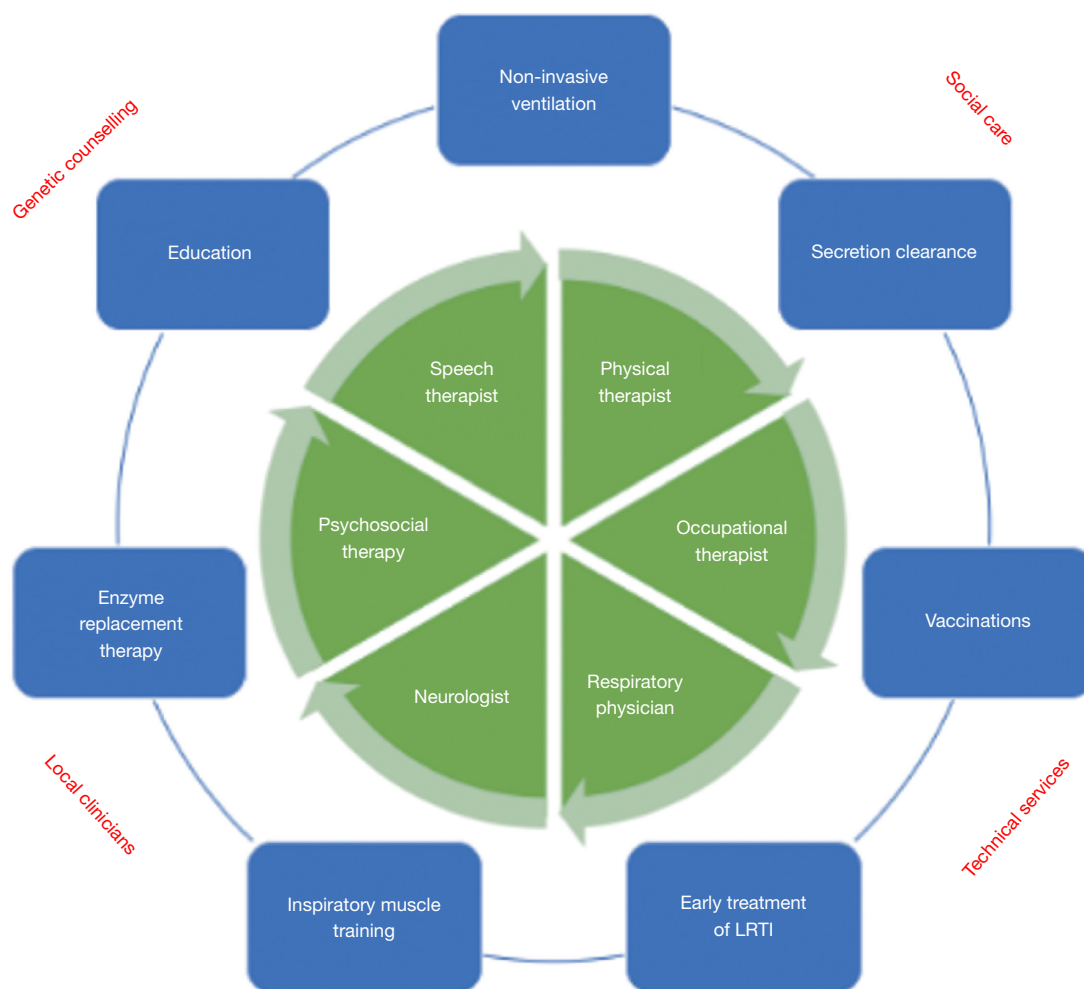 Non-invasive
ventilation
Genetic counselling
Social care
Education
Secretion clearance
Speech
therapist
Physical
therapist
Psychosocial
therapy
Occupational
therapist
Enzyme
replacement
therapy
Vaccinations
Neurologist
Respiratory
physician
Local clinicians
Technical services
Inspiratory muscle
training
Early treatment
of LRTI